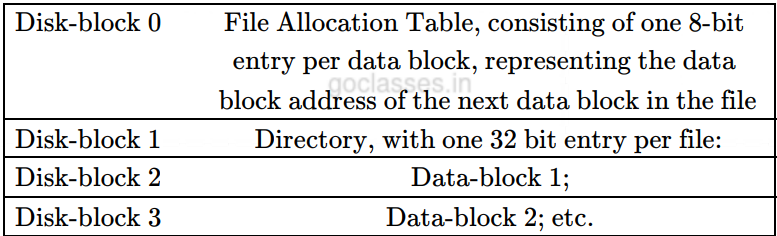 Disk-block 0 File Allocation Table, consisting of one 8-bit
entry per data block, representing the data
goclasses.in
block address of the next data block in the file
Disk-block 1 Directory, with one 32 bit entry per file:
Disk-block 2 Data-block 1;
Disk-block 3 Data-block 2; etc.